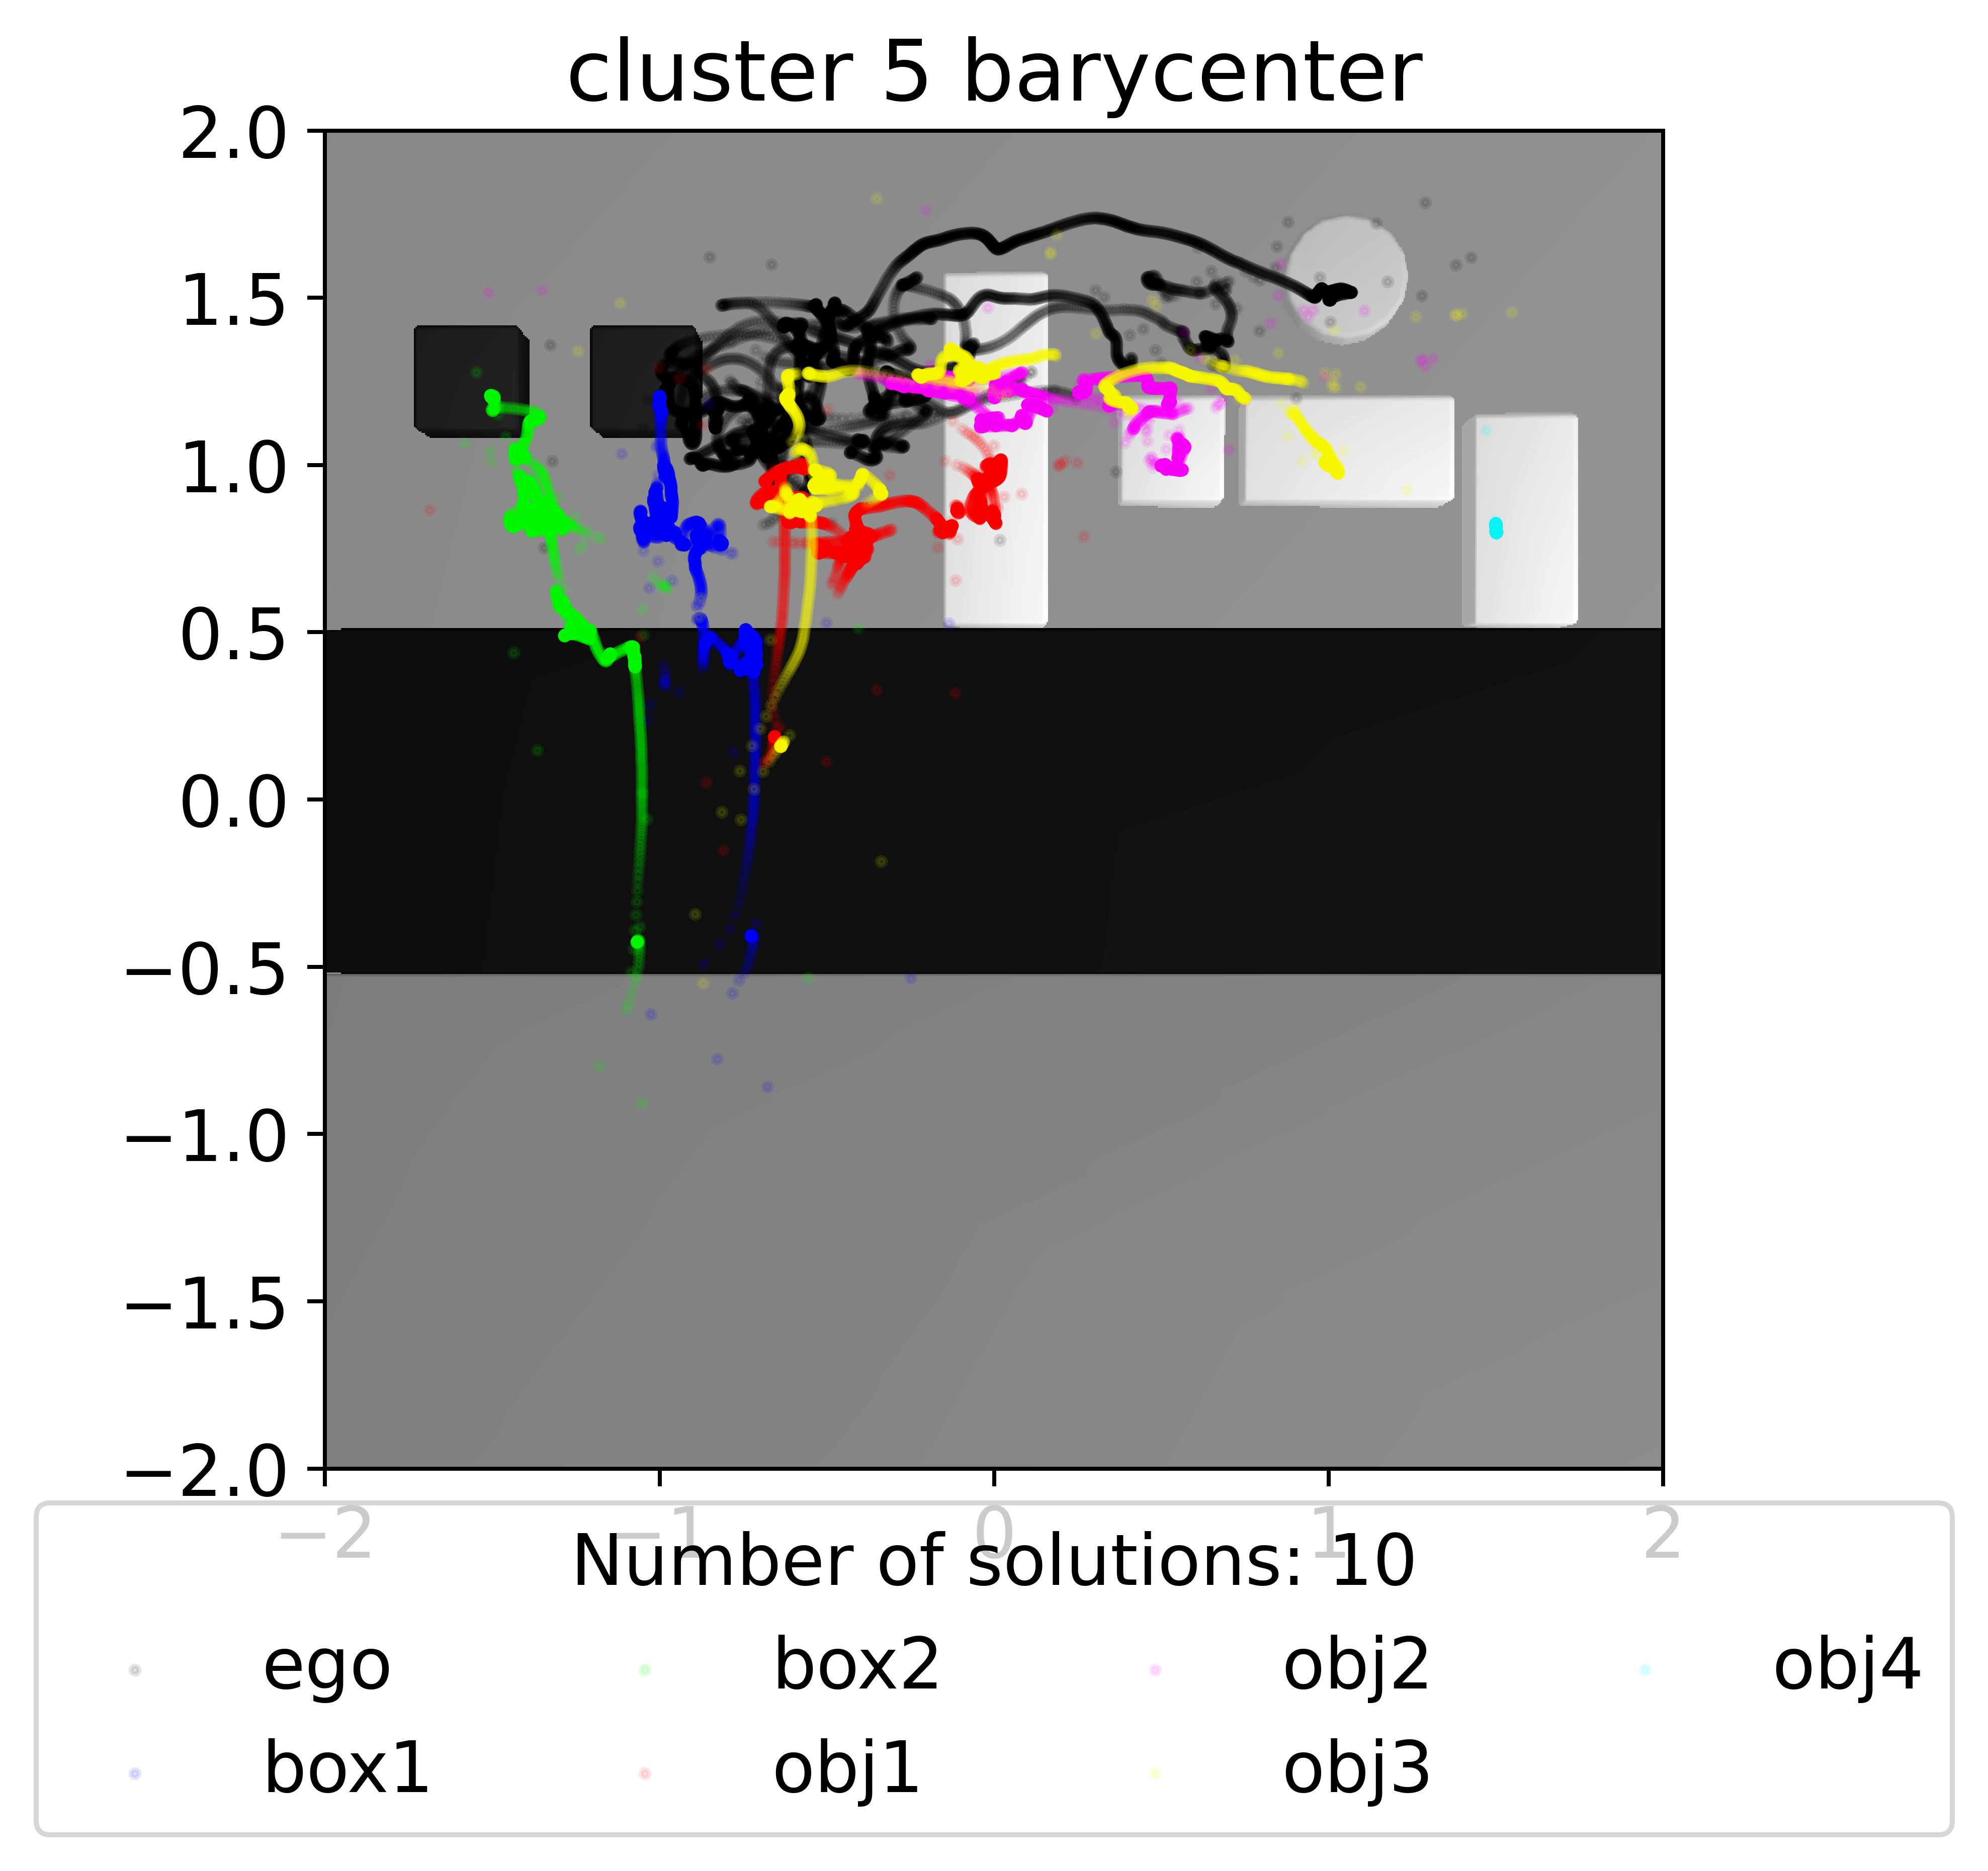 cluster 5 barycenter
2.0
1.5
1.0
0.5
0.0
−0.5
−1.0
−1.5
−2.0
−2 −1 0 1 2
Number of solutions: 10
ego box2 obj2 obj4
box1 obj1 obj3